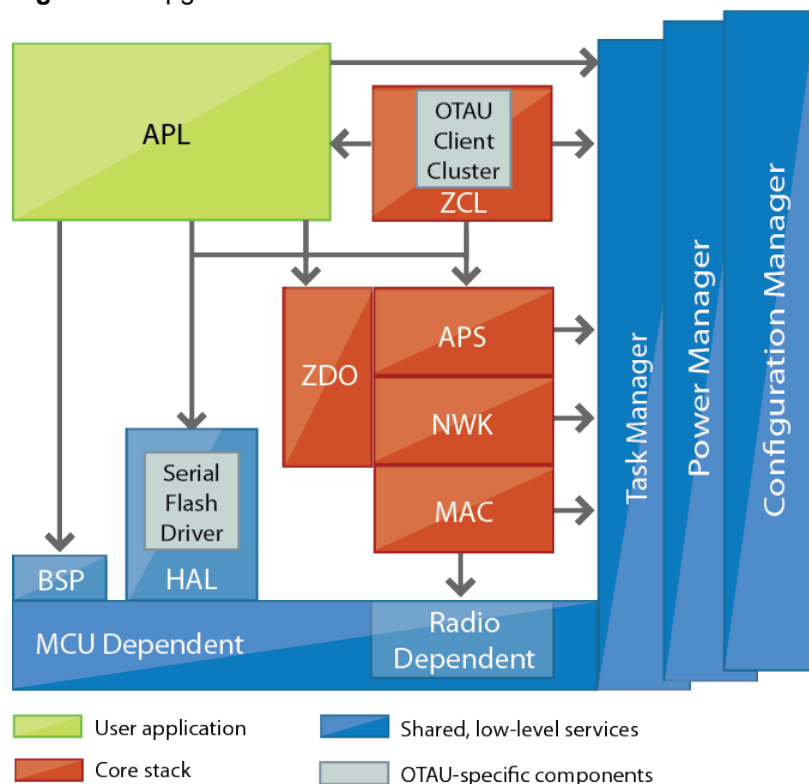 APL
OTAU
Client
Cluster
ZCL
ZDO
APS
NWK
MAC
Serial
Flash
Driver
HAL
BSP
MCU Dependent
Radio
Dependent
Task Manager
Power Manager
Configuration Manager
User application
Shared, low-level services
Core stack
OTAU-specific components